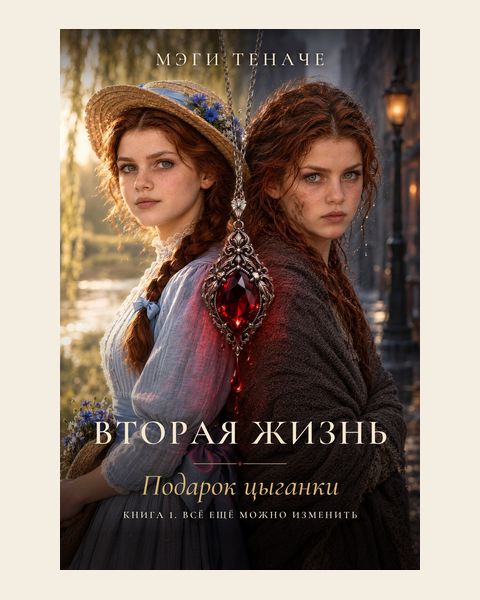 МЭГИ ТЕНАЧЕ
ВТОРАЯ ЖИЗНЬ
Подарок цыганки
КНИГА 1. ВСЁ ЕЩЁ МОЖНО ИЗМЕНИТЬ